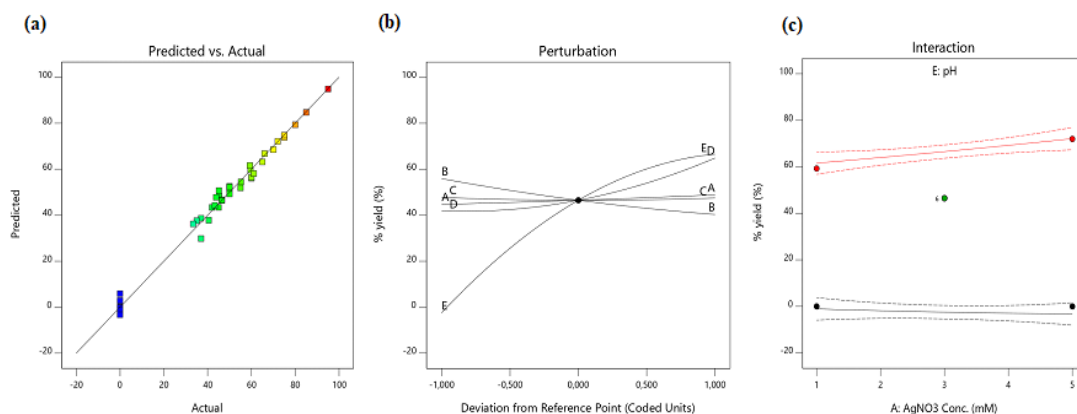 (a)
Predicted vs. Actual
Predicted
100
80
60
40
20
0
-20
-20 0 20 40 60 80 100
Actual
(b)
Perturbation
% yield (%)
100
80
60
40
20
0
-20
B
C
A
D
E
E D
C A
B
-1,000 -0,500 0,000 0,500 1,000
Deviation from Reference Point (Coded Units)
(c)
Interaction
E: pH
% yield (%)
100
80
60
40
20
0
-20
6
1 2 3 4 5
A: AgNO3 Conc. (mM)